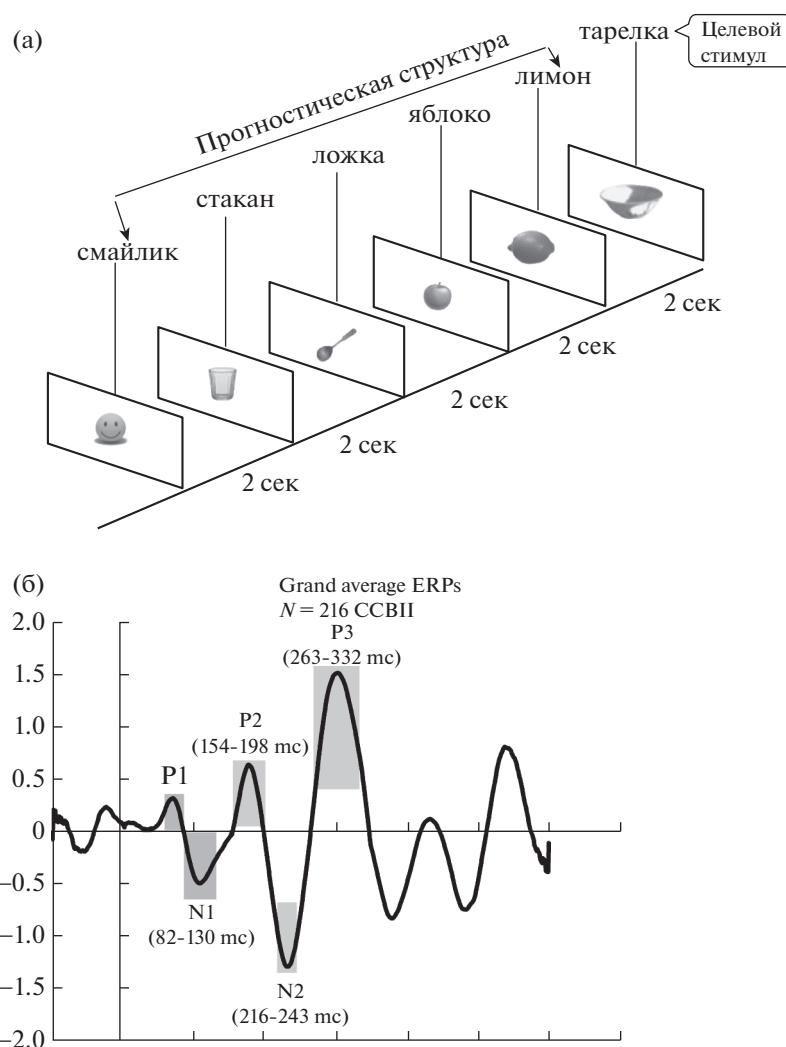 (а)
тарелка
Целевой
стимул
Прогностическая структура
лимон
яблоко
ложка
стакан
смайлик
2 сек
2 сек
2 сек
2 сек
2 сек
(б)
Grand average ERPs
N = 216 ССВП
P3
(263-332 мс)
P2
(154-198 мс)
P1
N1
(82-130 мс)
N2
(216-243 мс)
2.0
1.5
1.0
0.5
0
–0.5
–1.0
–1.5
–2.0